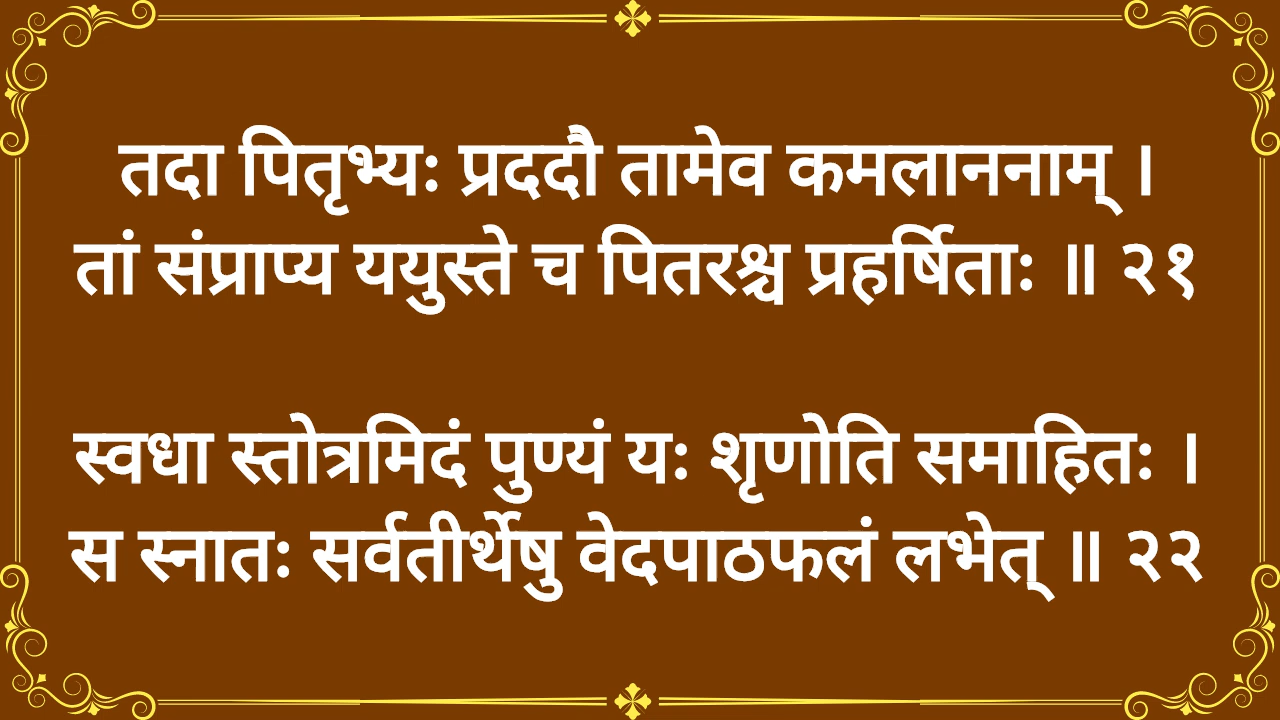 तदा पितृभ्यः प्रददौ तामेव कमलाननाम् ।
तां संप्राप्य ययुस्ते च पितरश्च प्रहर्षिताः ॥ २१
स्वधा स्तोत्रमिदं पुण्यं यः शृणोति समाहितः ।
स स्नातः सर्वतीर्थेषु वेदपाठफलं लभेत् ॥ २२